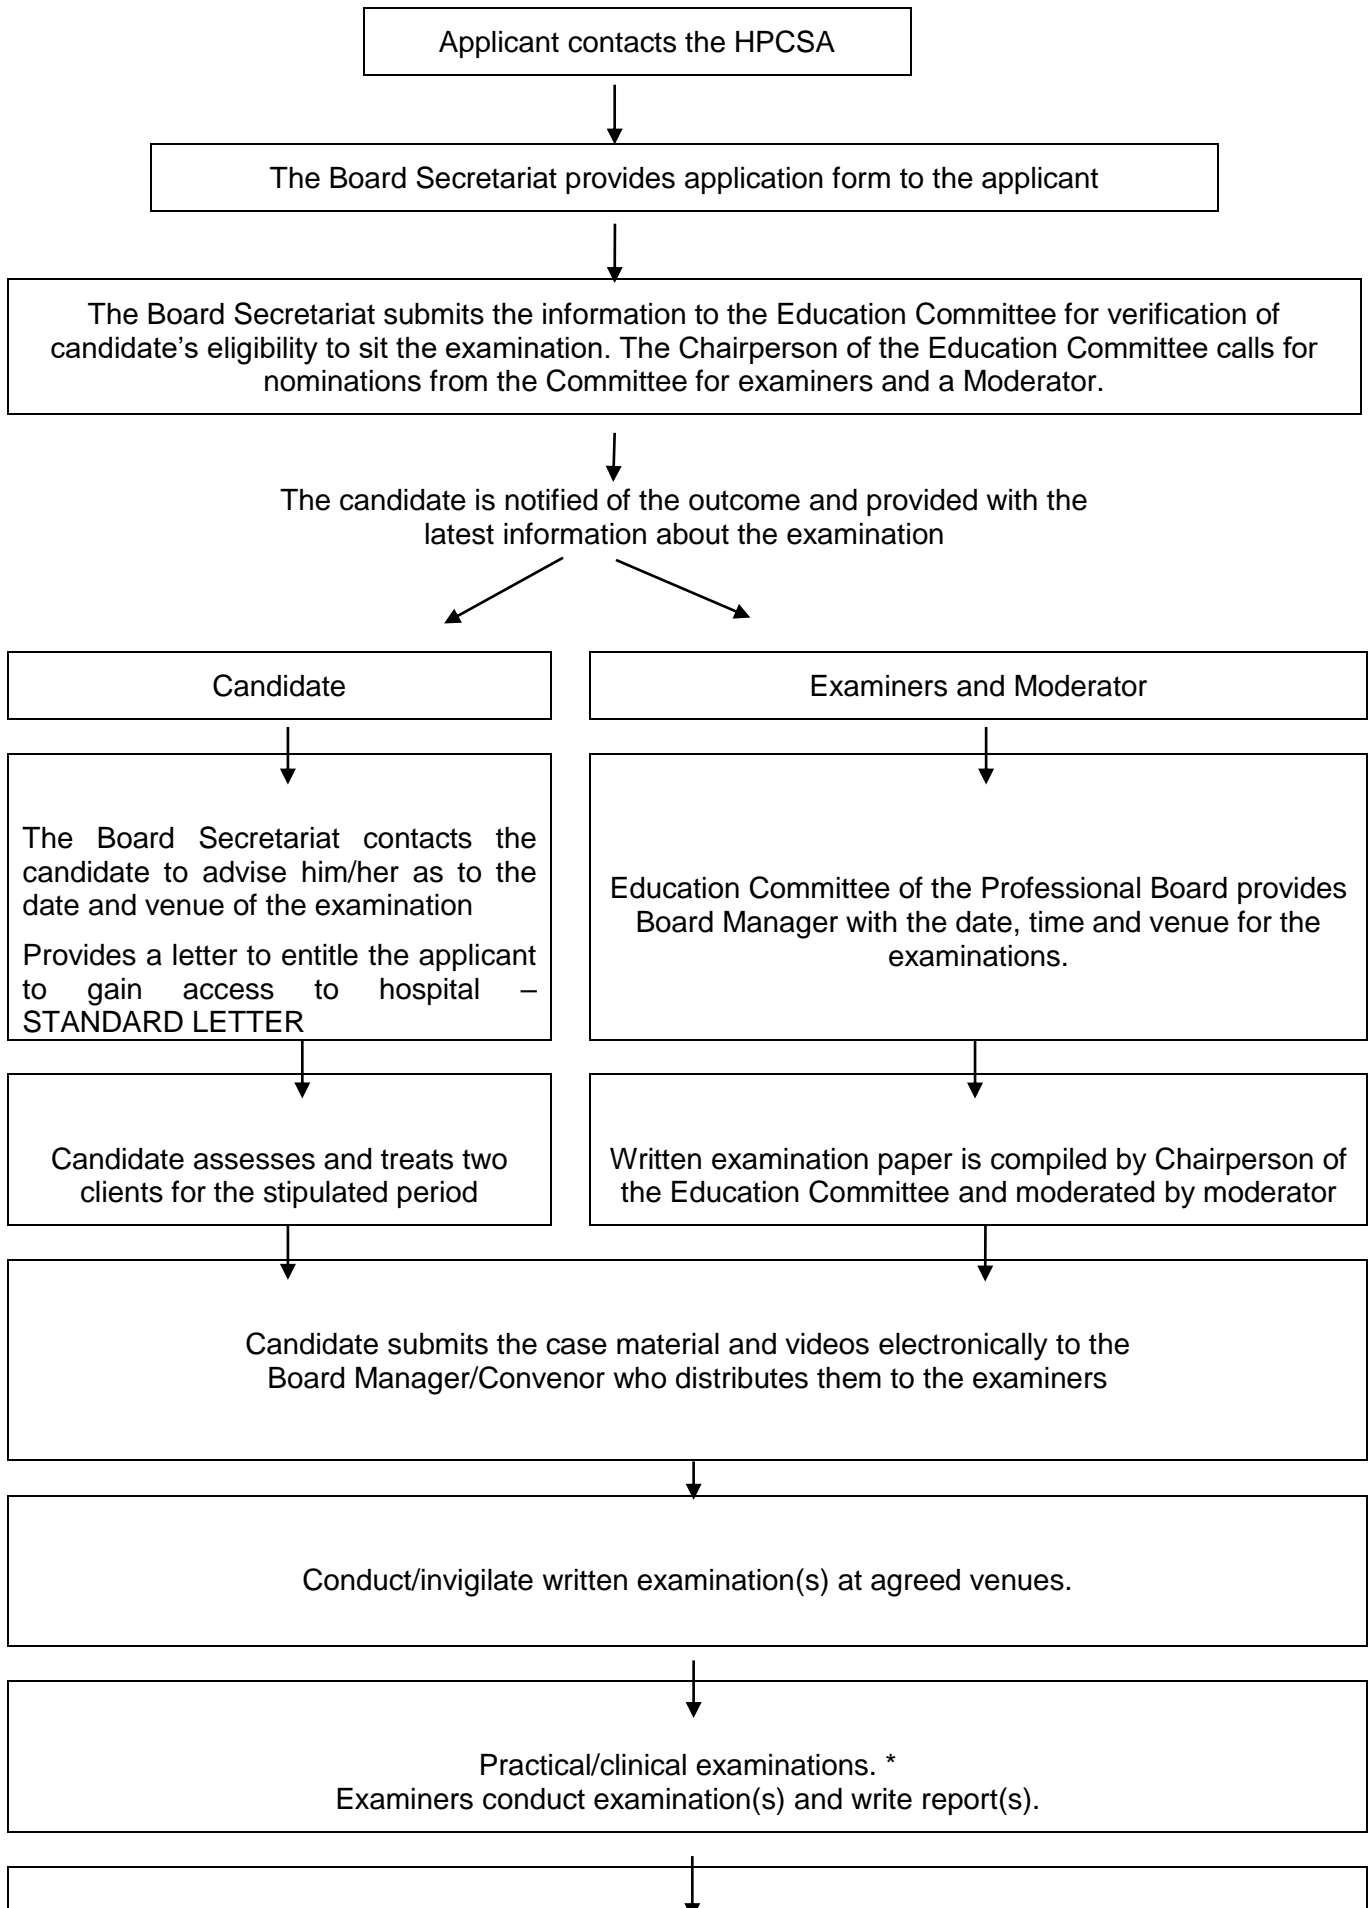 Applicant contacts the HPCSA
The Board Secretariat provides application form to the applicant
The Board Secretariat submits the information to the Education Committee for verification of
candidate's eligibility to sit the examination. The Chairperson of the Education Committee calls for
nominations from the Committee for examiners and a Moderator.
The candidate is notified of the outcome and provided with the
latest information about the examination
Candidate
Examiners and Moderator
The Board Secretariat contacts the
candidate to advise him/her as to the
date and venue of the examination
Provides a letter to entitle the applicant
to gain access to hospital –
STANDARD LETTER
Education Committee of the Professional Board provides
Board Manager with the date, time and venue for the
examinations.
Candidate assesses and treats two
clients for the stipulated period
Written examination paper is compiled by Chairperson of
the Education Committee and moderated by moderator
Candidate submits the case material and videos electronically to the
Board Manager/Convenor who distributes them to the examiners
Conduct/invigilate written examination(s) at agreed venues.
Practical/clinical examinations. *
Examiners conduct examination(s) and write report(s).